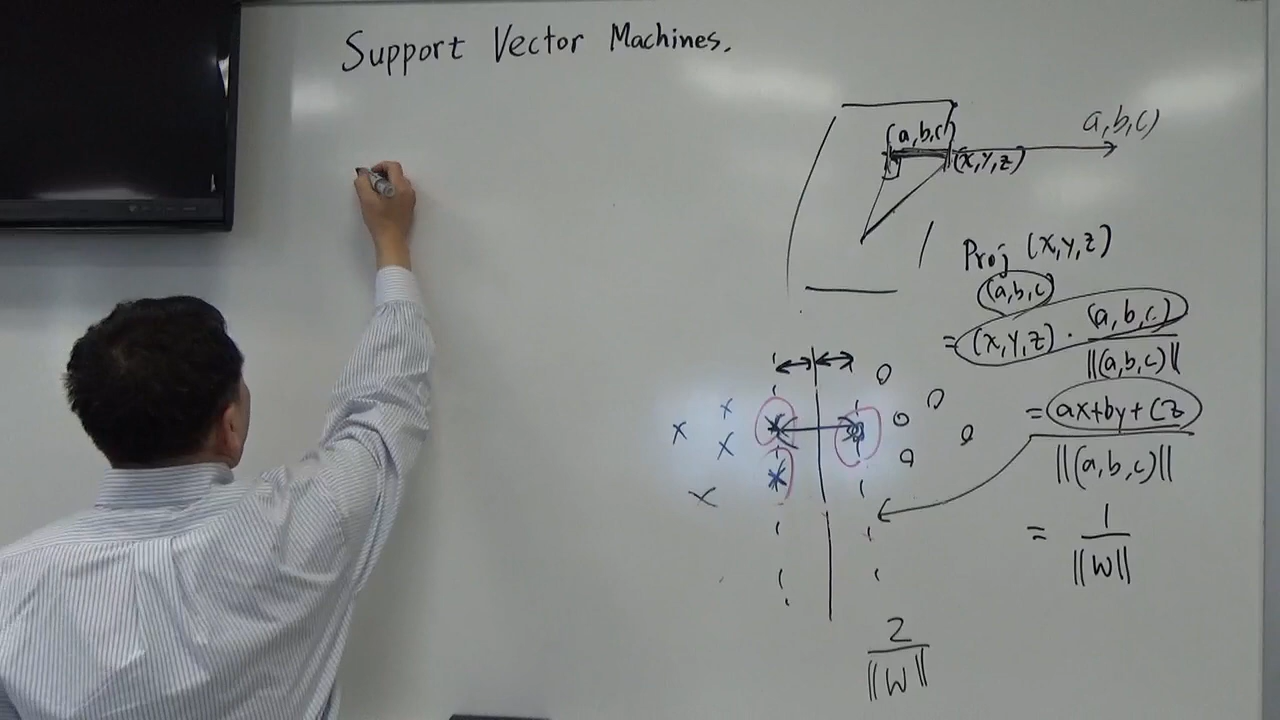 Support Vector Machines.
a,b,c)
(a,b,c)
(x,y,z)
Proj (x,y,z)
(a,b,c)
= (x,y,z) · (a,b,c)
||(a,b,c)||
= ax+by+cz
||(a,b,c)||
= 1
||W||
2
||W||